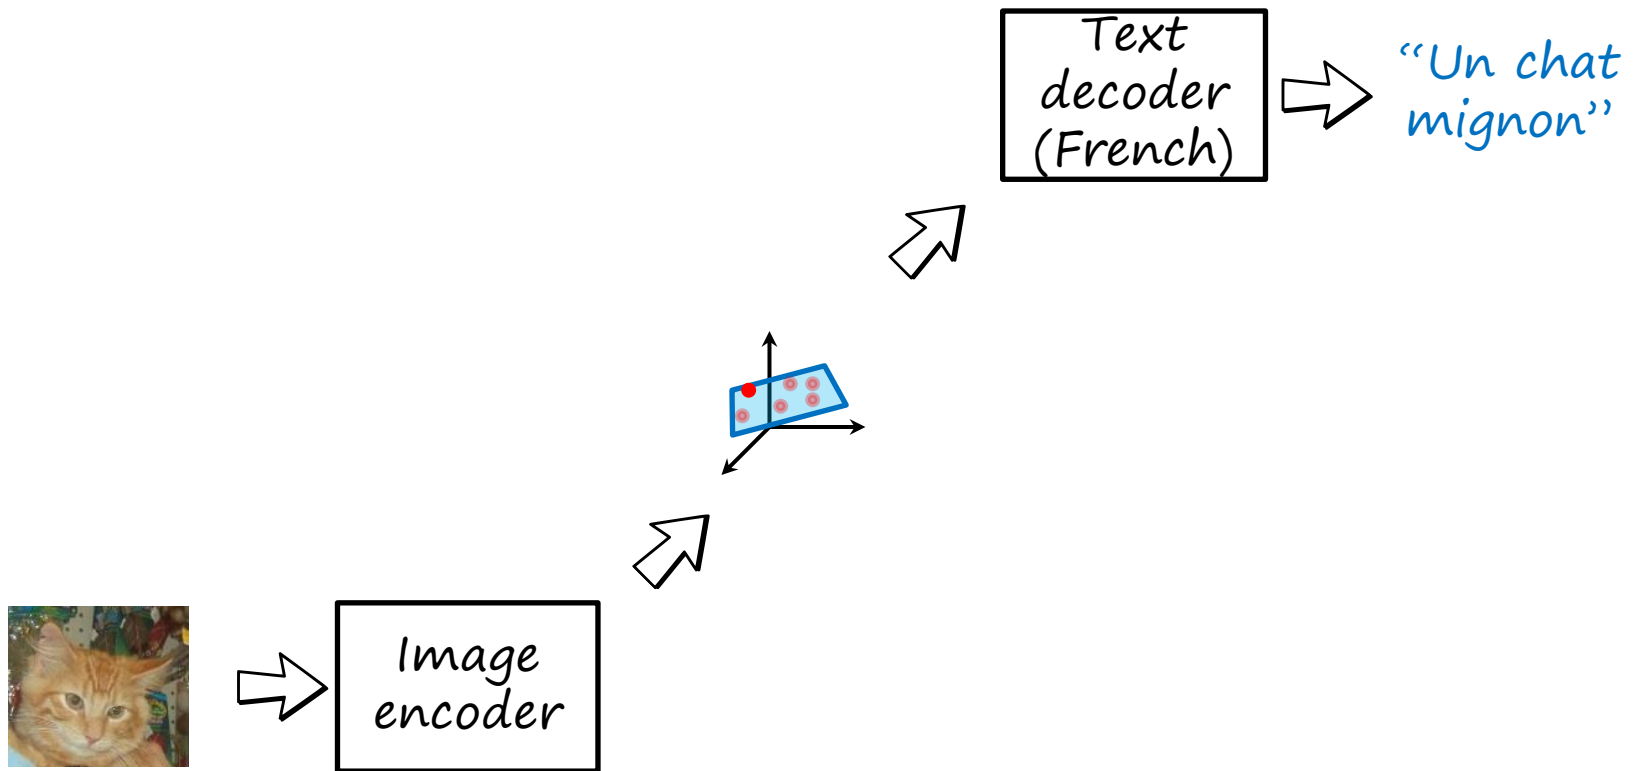 Text
decoder
(French)
“Un chat
mignon”
Image
encoder